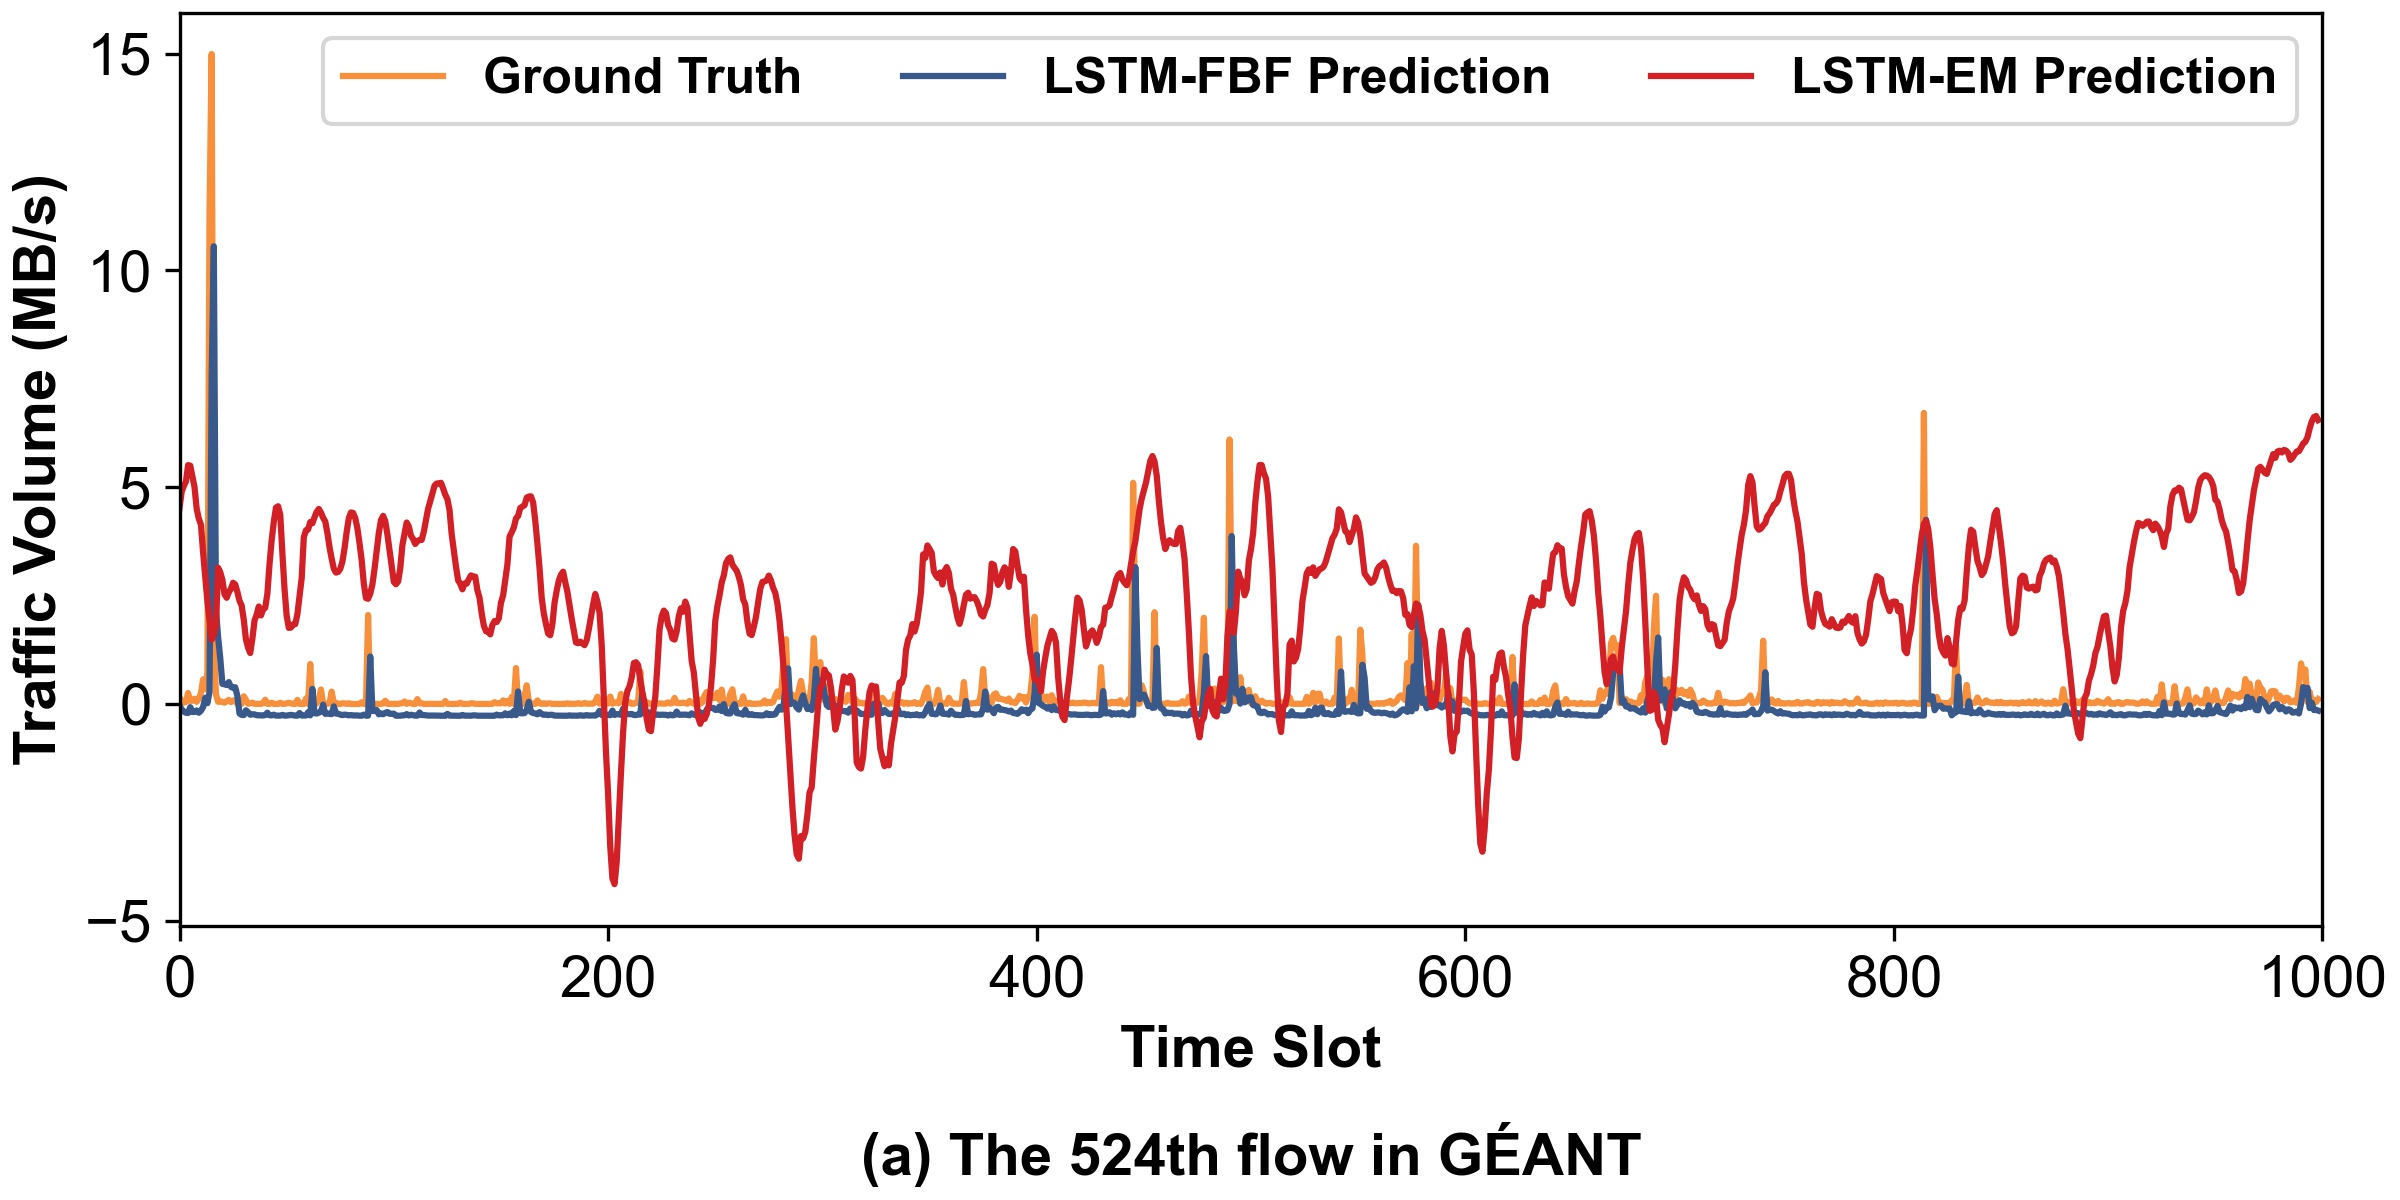 Traffic Volume (MB/s)
15
10
5
0
−5
Ground Truth LSTM-FBF Prediction LSTM-EM Prediction
0 200 400 600 800 1000
Time Slot
(a) The 524th flow in GÉANT